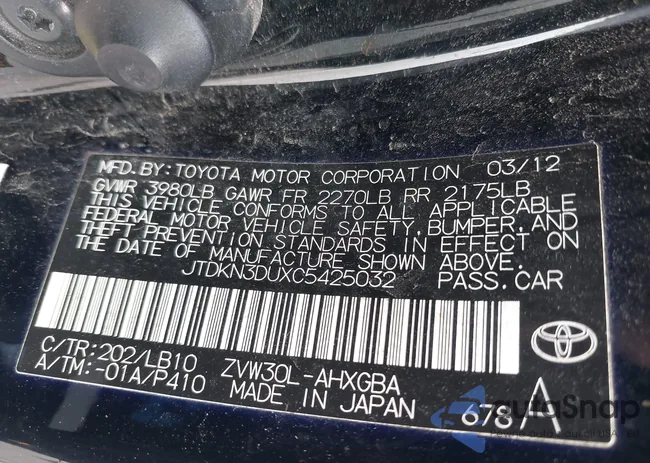 MFD.BY:TOYOTA MOTOR CORPORATION 03/12
GVWR 3980LB GAWR FR 2270LB RR 2175LB
THIS VEHICLE CONFORMS TO ALL APPLICABLE
FEDERAL MOTOR VEHICLE SAFETY,BUMPER,AND
THEFT PREVENTION STANDARDS IN EFFECT ON
THE DATE OF MANUFACTURE SHOWN ABOVE.
JTDKN3DUXC5425032 PASS.CAR
C/TR:202/LB10 ZVW30L-AHXGBA
A/TM:-01A/P410 MADE IN JAPAN 678 A
autoSnap